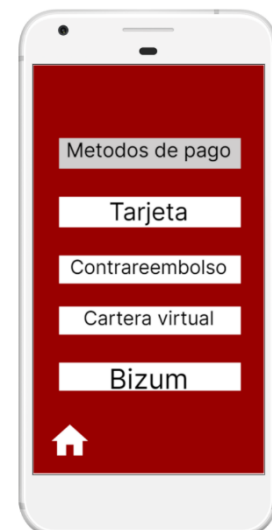 Metodos de pago
Tarjeta
Contrareembolso
Cartera virtual
Bizum